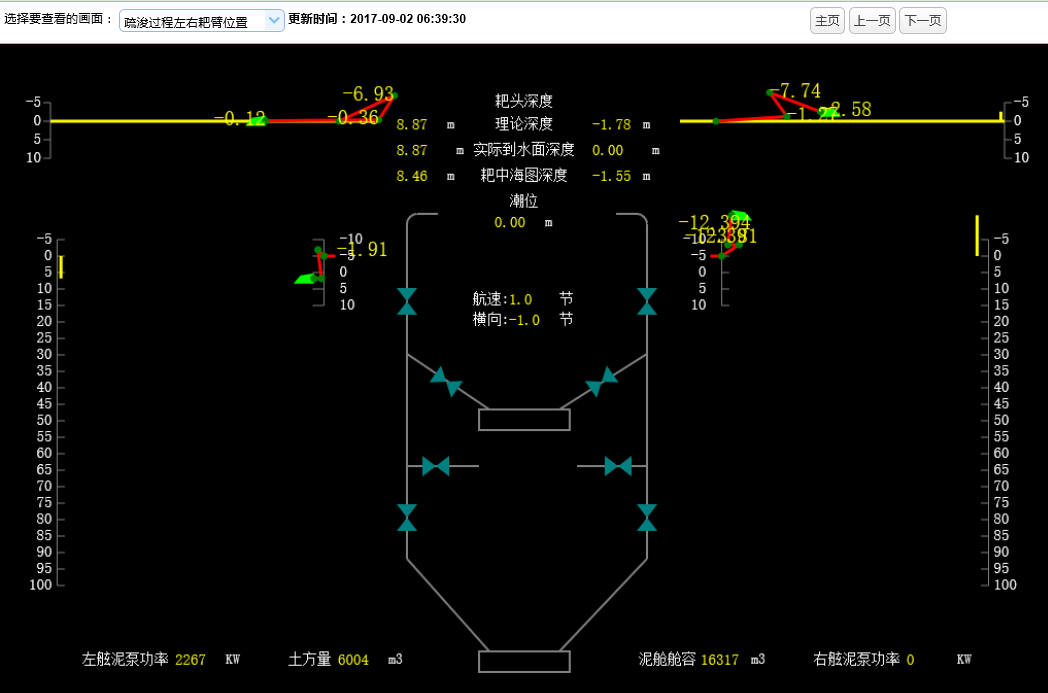 选择要查看的画面： 疏浚过程左右耙臂位置 更新时间：2017-09-02 06:39:30 主页 上一页 下一页
-6.93 -7.74
-5 耙头深度 -5
0 -0.12 -0.36 8.87 m 理论深度 -1.78 m -2.58 0
5 8.87 m 实际到水面深度 0.00 m 5
10 10
8.46 m 耙中海图深度 -1.55 m
潮位
0.00 m
-5 -10 -1.91 -10 -5
0 -5 -5 0
5 0 0 5
10 5 5 10
15 10 航速:1.0 节 10 15
20 横向:-1.0 节 20
25 25
30 30
35 35
40 40
45 45
50 50
55 55
60 60
65 65
70 70
75 75
80 80
85 85
90 90
95 95
100 100
左舷泥泵功率 2267 KW 土方量 6004 m3 泥舱舱容 16317 m3 右舷泥泵功率 0 KW